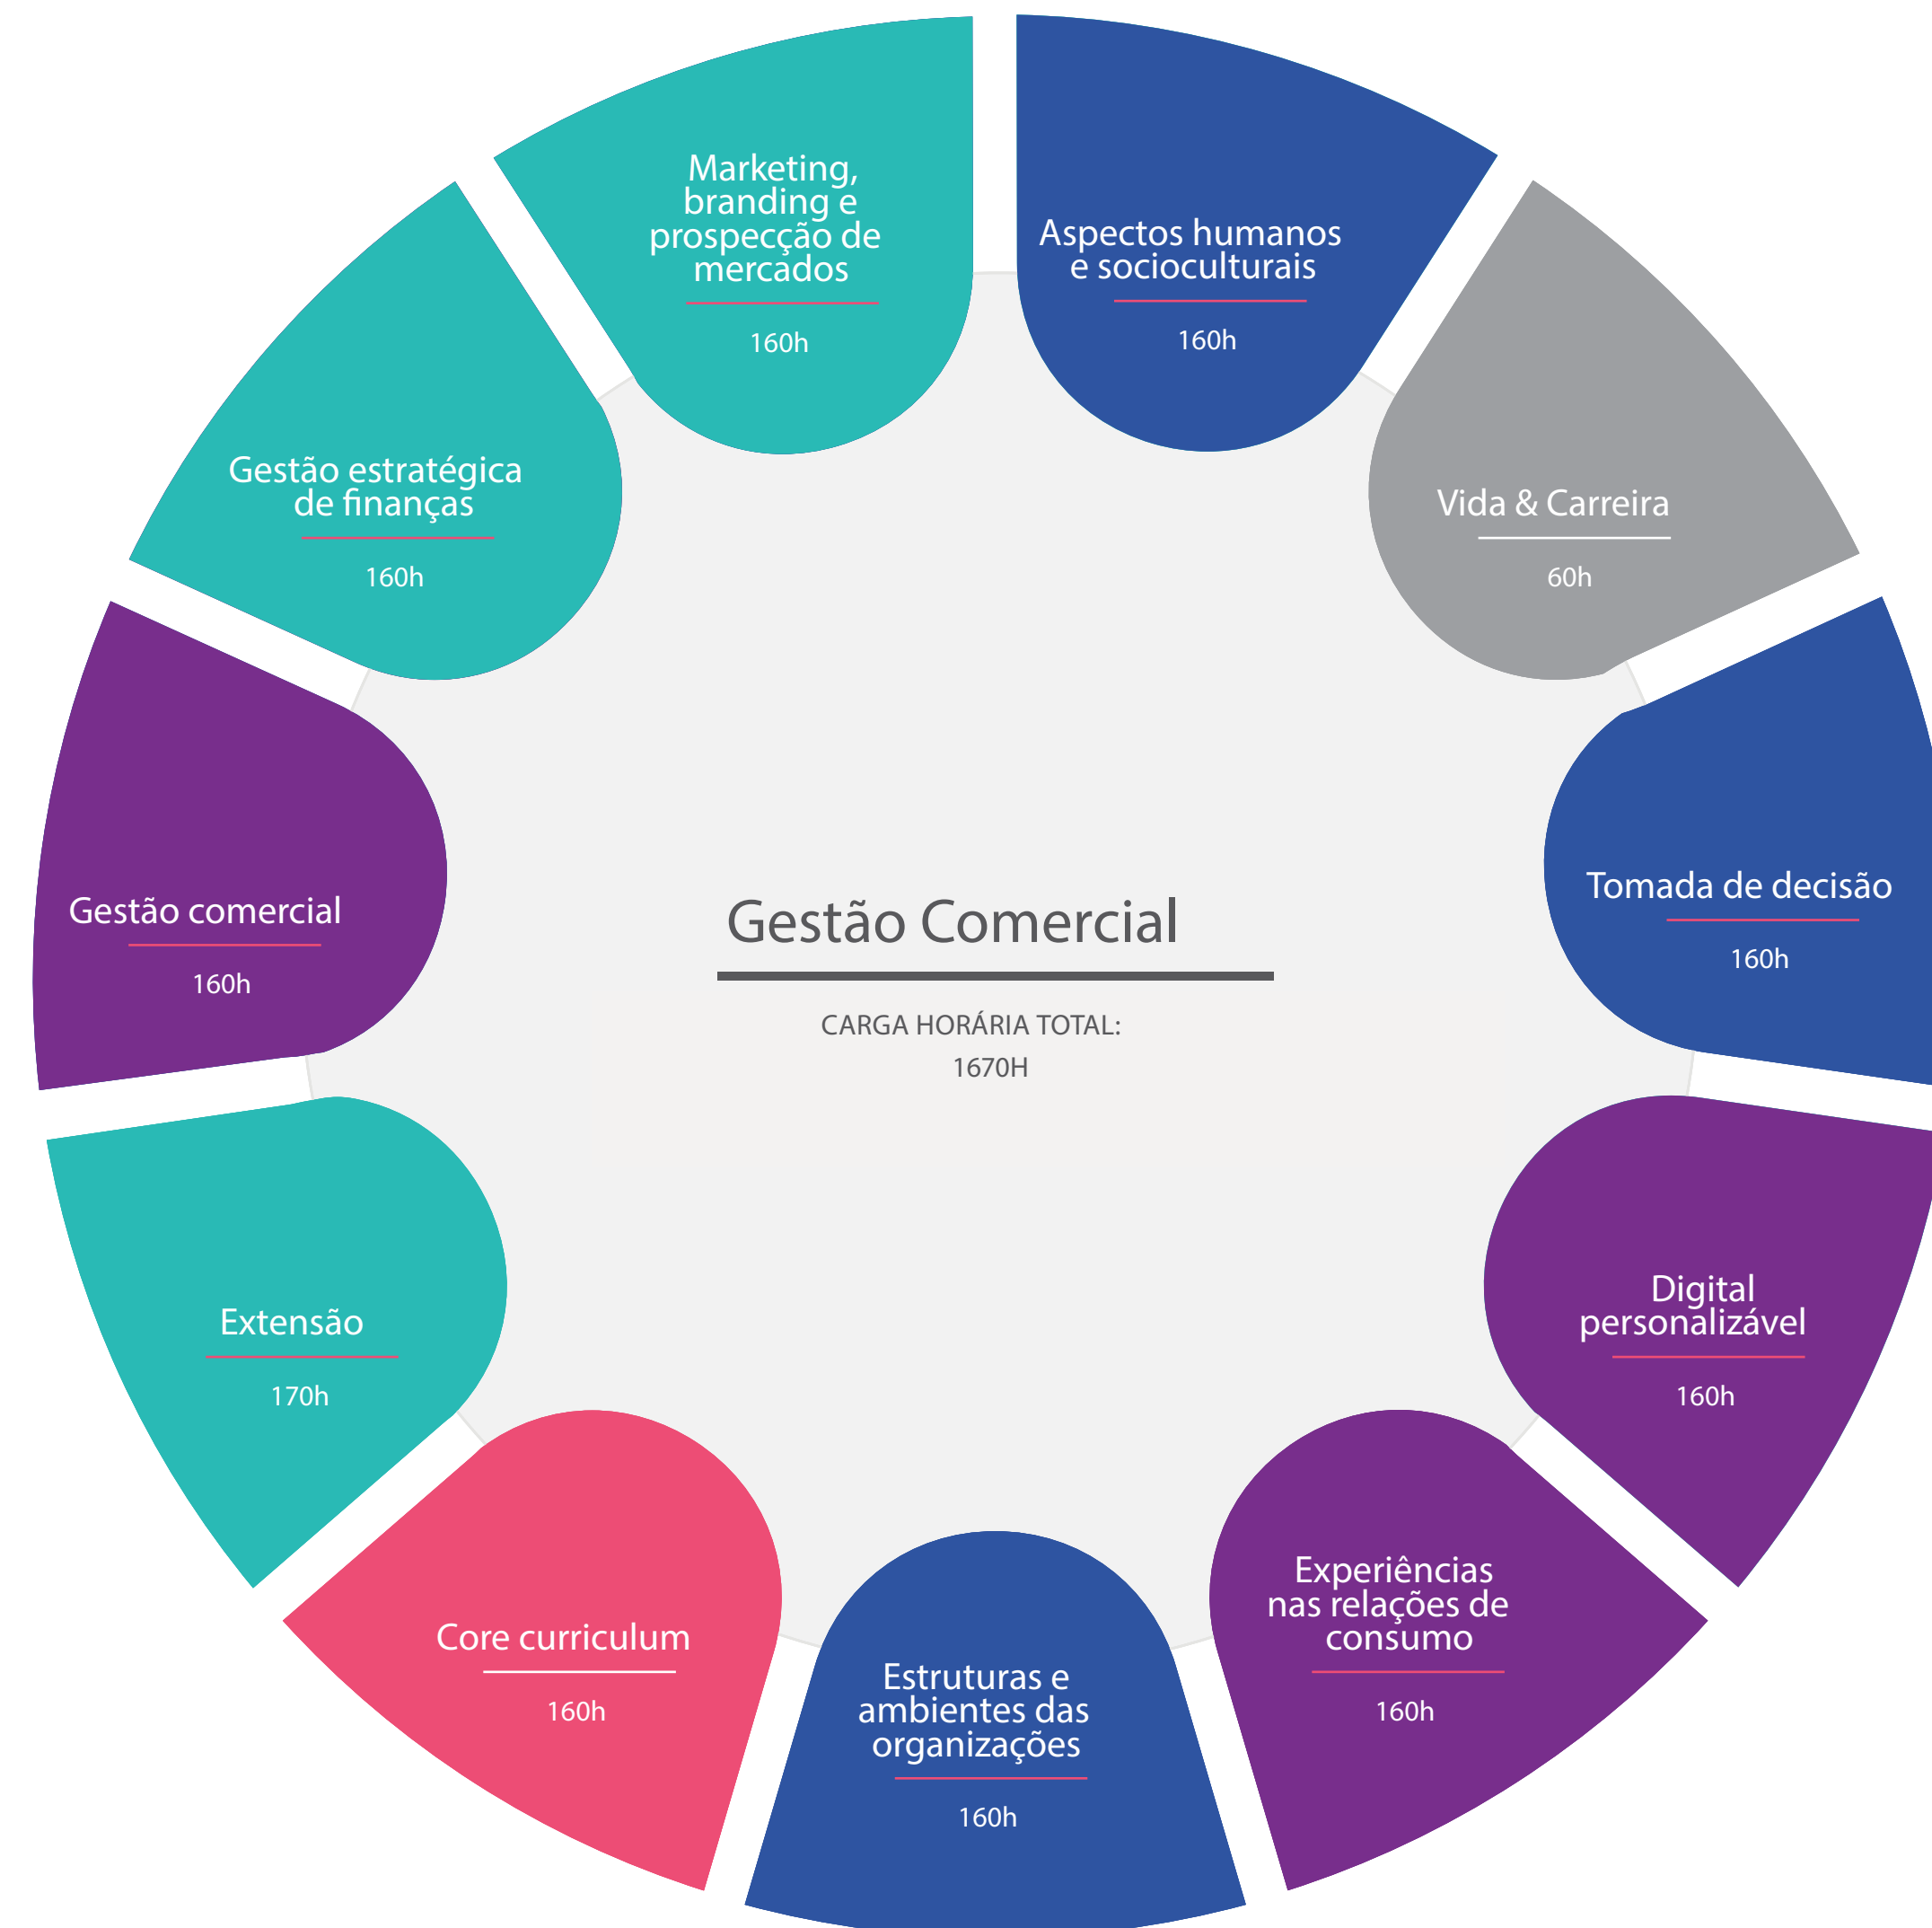 Marketing,
branding e
prospecção de
mercados
160h
Aspectos humanos
e socioculturais
160h
Gestão estratégica
de finanças
160h
Vida & Carreira
60h
Gestão comercial
160h
Gestão Comercial
CARGA HORÁRIA TOTAL:
1670H
Tomada de decisão
160h
Extensão
170h
Digital
personalizável
160h
Core curriculum
160h
Estruturas e
ambientes das
organizações
160h
Experiências
nas relações de
consumo
160h